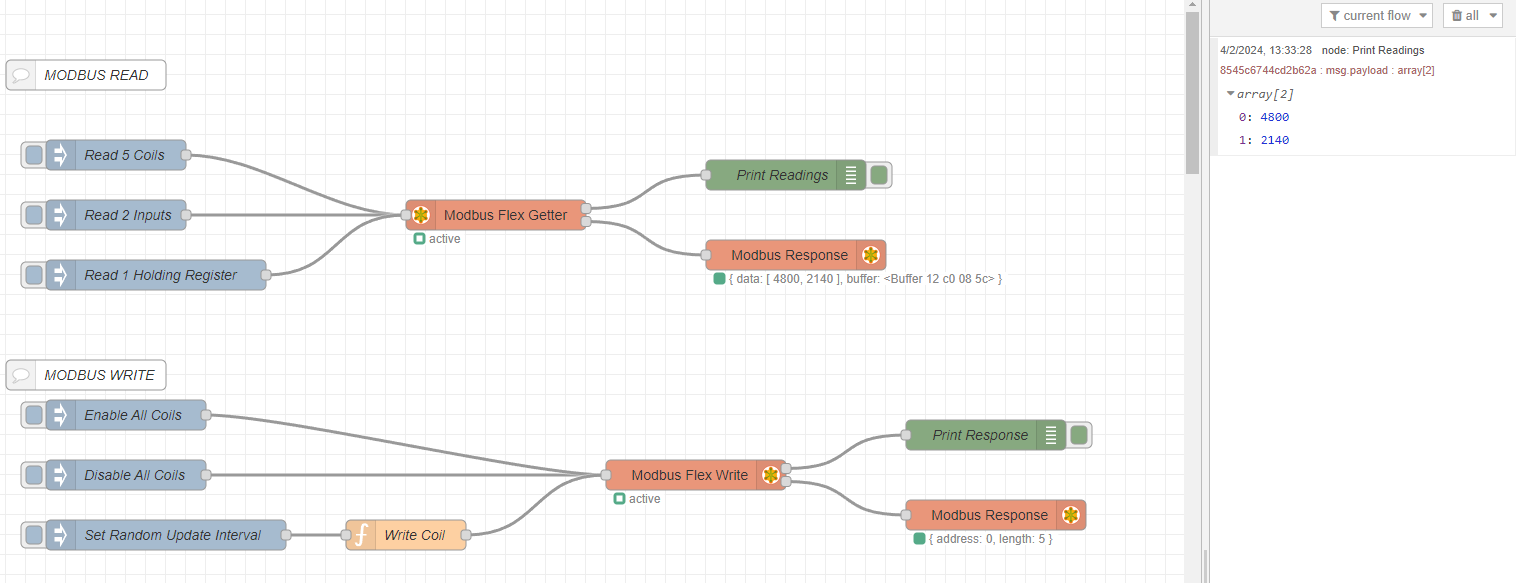 current flow
all
4/2/2024, 13:33:28 node: Print Readings
8545c6744cd2b62a : msg.payload : array[2]
array[2]
0: 4800
1: 2140
MODBUS READ
Read 5 Coils
Read 2 Inputs
Read 1 Holding Register
Modbus Flex Getter
active
Print Readings
Modbus Response
{ data: [ 4800, 2140 ], buffer: <Buffer 12 c0 08 5c> }
MODBUS WRITE
Enable All Coils
Disable All Coils
Set Random Update Interval
Write Coil
Modbus Flex Write
active
Print Response
Modbus Response
{ address: 0, length: 5 }